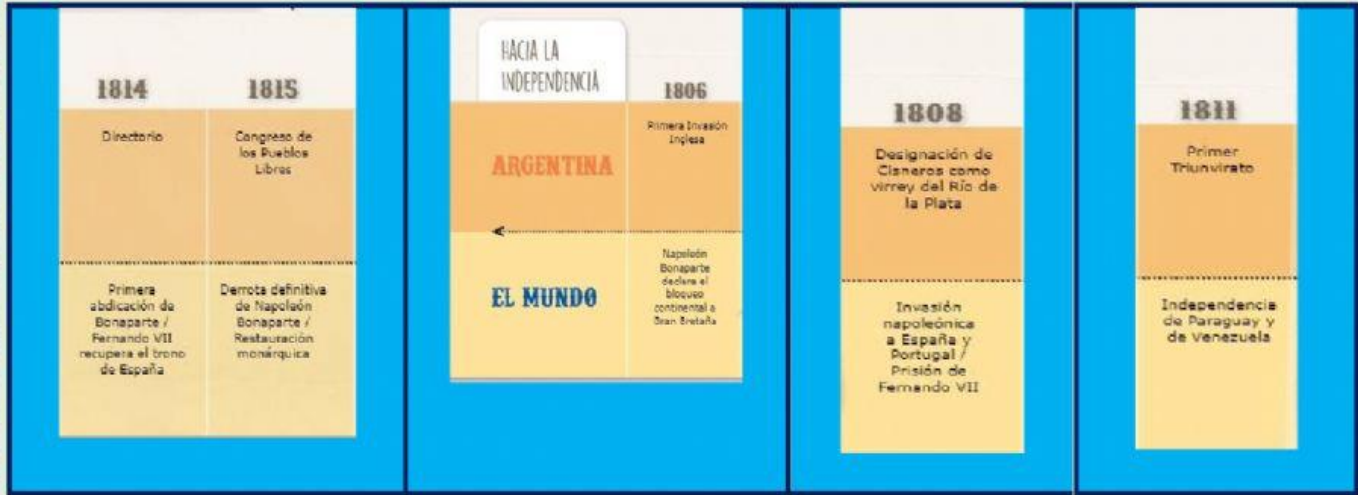 1814
1815
Directorio
Congreso de
los Pueblos
Libres
Primera
abdicación de
Bonaparte /
Fernando VII
recupera el trono
de España
Derrota definitiva
de Napoleón
Bonaparte /
Restauración
monárquica
HACIA LA
INDEPENDENCIA
1806
ARGENTINA
Primera Invasión
Inglesa
EL MUNDO
Napoleón
Bonaparte
declara el
bloqueo
continental a
Gran Bretaña
1808
Designación de
Cisneros como
virrey del Río de
la Plata
Invasión
napoleónica
a España y
Portugal /
Prisión de
Fernando VII
1811
Primer
Triunvirato
Independencia
de Paraguay y
de Venezuela